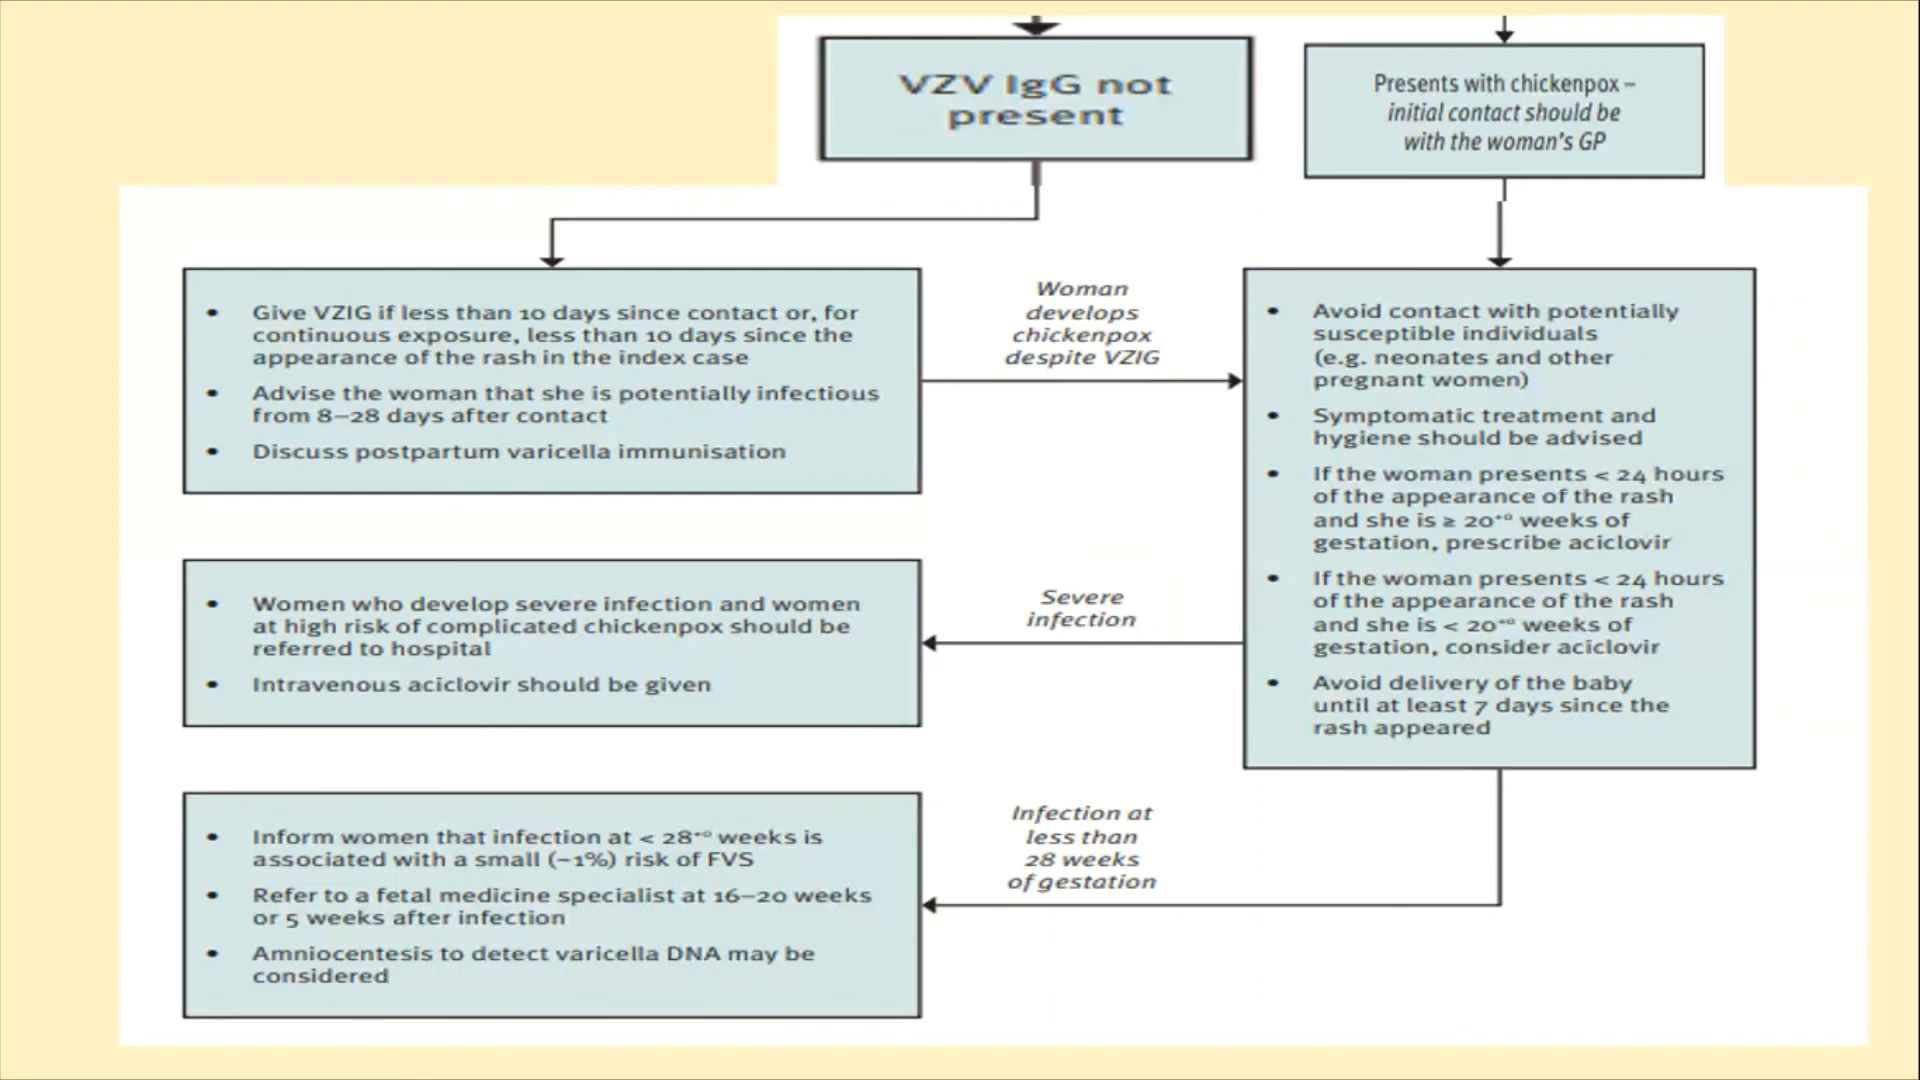 VZV IgG not
present
Presents with chickenpox –
initial contact should be
with the woman's GP
• Give VZIG if less than 10 days since contact or, for
continuous exposure, less than 10 days since the
appearance of the rash in the index case
• Advise the woman that she is potentially infectious
from 8–28 days after contact
• Discuss postpartum varicella immunisation
Woman
develops
chickenpox
despite VZIG
• Avoid contact with potentially
susceptible individuals
(e.g. neonates and other
pregnant women)
• Symptomatic treatment and
hygiene should be advised
• If the woman presents < 24 hours
of the appearance of the rash
and she is ≥ 20⁺⁰ weeks of
gestation, prescribe aciclovir
• If the woman presents < 24 hours
of the appearance of the rash
and she is < 20⁺⁰ weeks of
gestation, consider aciclovir
• Avoid delivery of the baby
until at least 7 days since the
rash appeared
Severe
infection
• Women who develop severe infection and women
at high risk of complicated chickenpox should be
referred to hospital
• Intravenous aciclovir should be given
Infection at
less than
28 weeks
of gestation
• Inform women that infection at < 28⁺⁰ weeks is
associated with a small (~1%) risk of FVS
• Refer to a fetal medicine specialist at 16–20 weeks
or 5 weeks after infection
• Amniocentesis to detect varicella DNA may be
considered